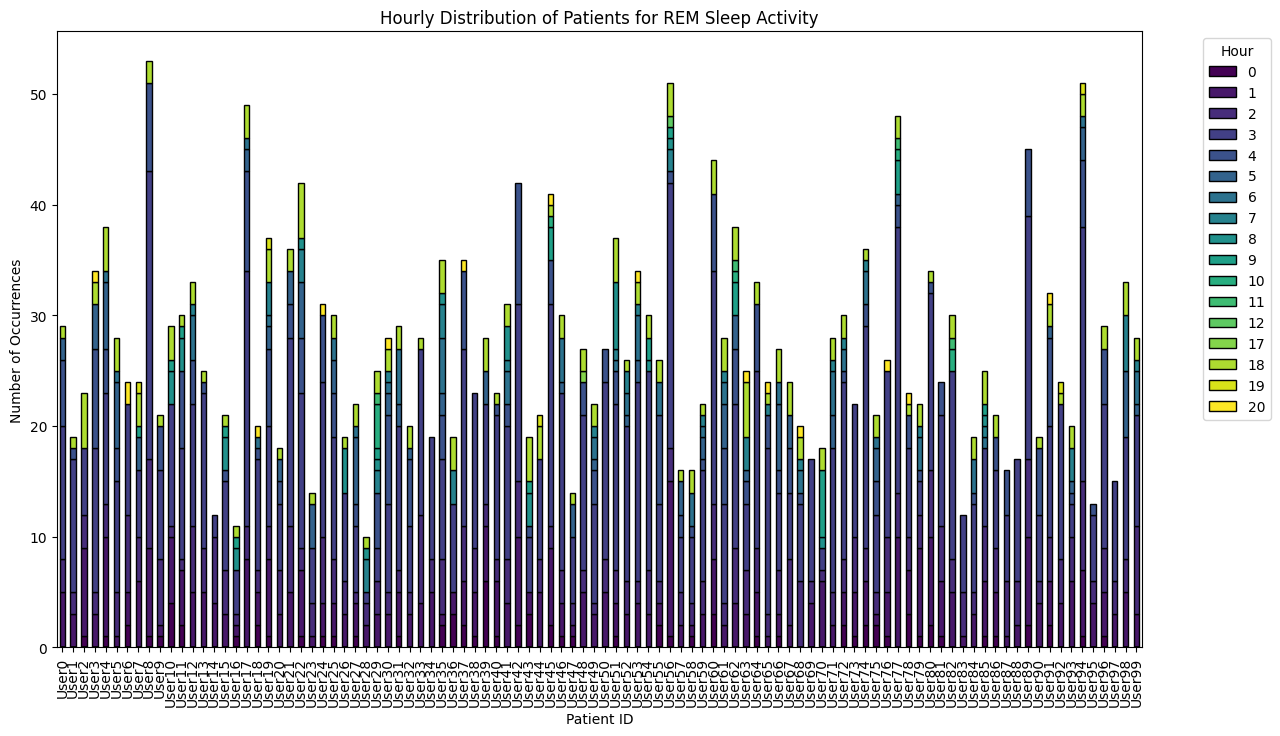 Hourly Distribution of Patients for REM Sleep Activity
Number of Occurrences
50
40
30
20
10
0
User0
User1
User2
User3
User4
User5
User6
User7
User8
User9
User10
User11
User12
User13
User14
User15
User16
User17
User18
User19
User20
User21
User22
User23
User24
User25
User26
User27
User28
User29
User30
User31
User32
User33
User34
User35
User36
User37
User38
User39
User40
User41
User42
User43
User44
User45
User46
User47
User48
User49
User50
User51
User52
User53
User54
User55
User56
User57
User58
User59
User60
User61
User62
User63
User64
User65
User66
User67
User68
User69
User70
User71
User72
User73
User74
User75
User76
User77
User78
User79
User80
User81
User82
User83
User84
User85
User86
User87
User88
User89
User90
User91
User92
User93
User94
User95
User96
User97
User98
User99
Patient ID
Hour
0
1
2
3
4
5
6
7
8
9
10
11
12
17
18
19
20